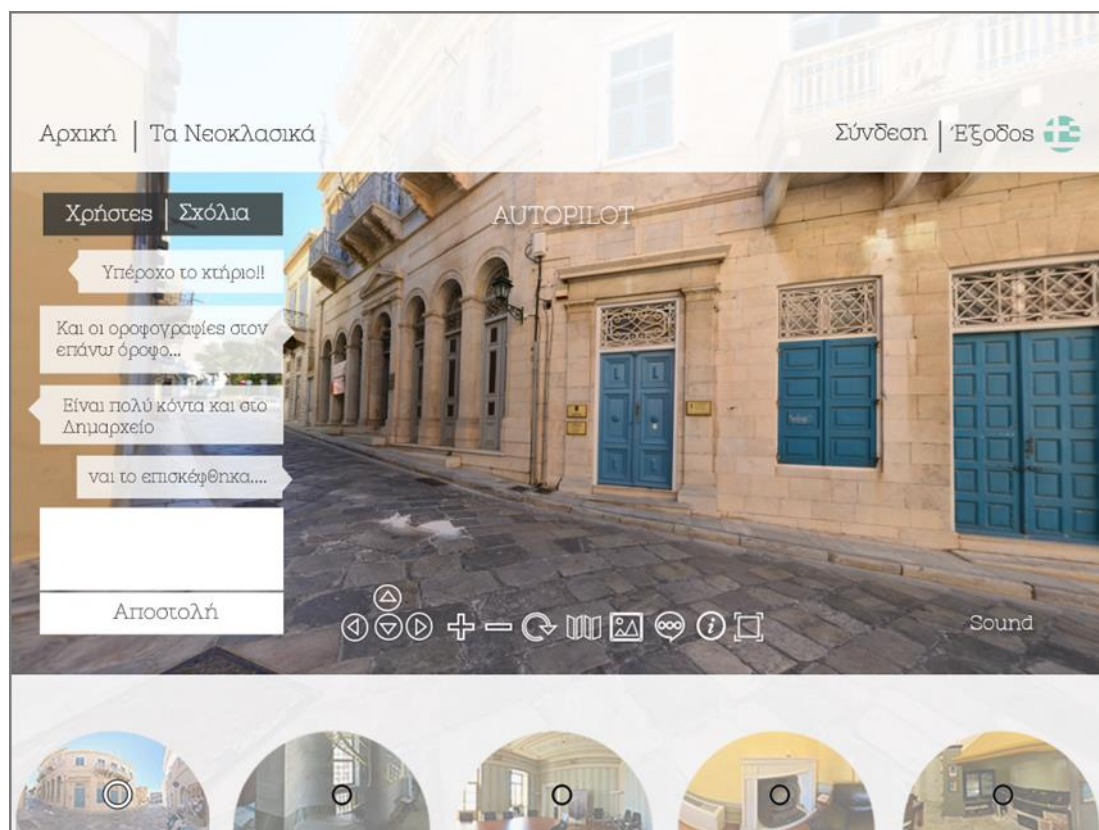 Αρχική | Τα Νεοκλασικά
Σύνδεση | Έξοδος
Χρήστες | Σχόλια
AUTOPILOT
Υπέροχο το κτήριο!!
Και οι οροφογραφίες στον
επάνω όροφο...
Είναι πολύ κόντα και στο
Δημαρχείο
ναι το επισκέφθηκα....
Αποστολή
Sound